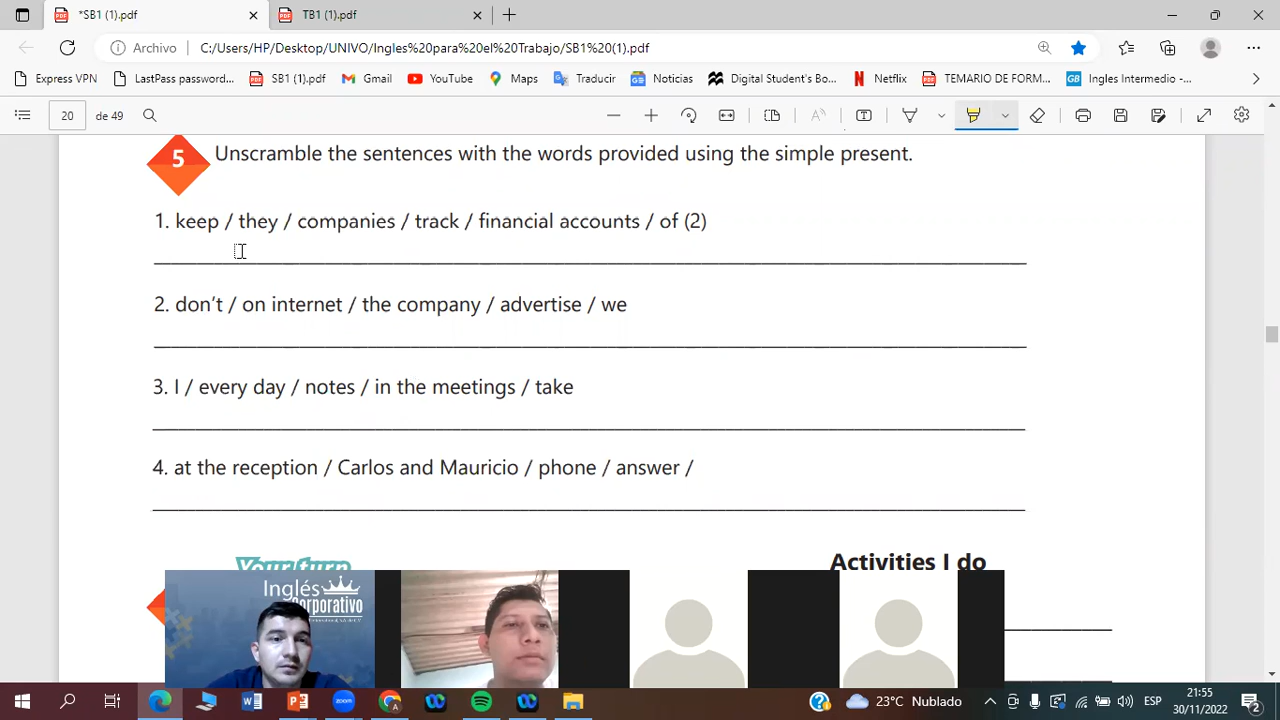 *SB1 (1).pdf
TB1 (1).pdf
Archivo
C:/Users/HP/Desktop/UNIVO/Ingles%20para%20el%20Trabajo/SB1%20(1).pdf
Express VPN
LastPass password...
SB1 (1).pdf
Gmail
YouTube
Maps
Traducir
Noticias
Digital Student's Bo...
Netflix
TEMARIO DE FORM...
Ingles Intermedio -...
20 de 49
5 Unscramble the sentences with the words provided using the simple present.
1. keep / they / companies / track / financial accounts / of (2)
2. don't / on internet / the company / advertise / we
3. I / every day / notes / in the meetings / take
4. at the reception / Carlos and Mauricio / phone / answer /
Your turn
Activities I do
Inglés
Corporativo
23°C Nublado
ESP
21:55
30/11/2022
2